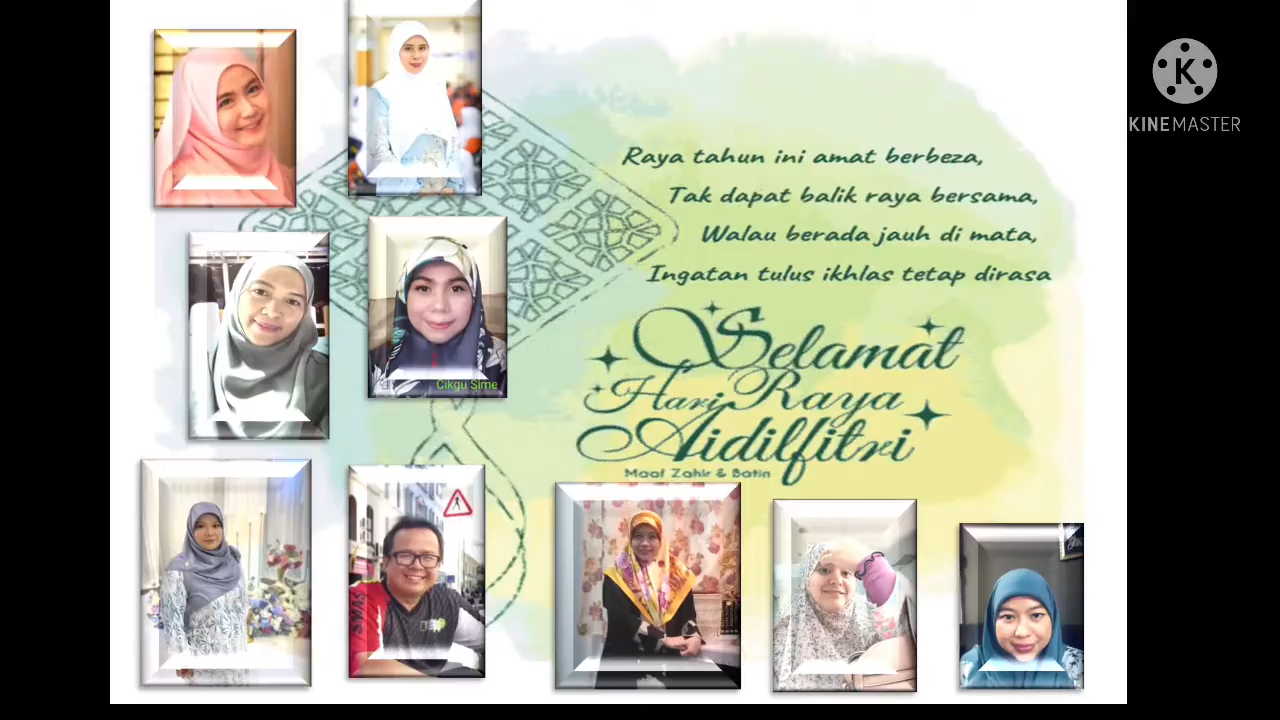 KINEMASTER
Raya tahun ini amat berbeza,
Tak dapat balik raya bersama,
Walau berada jauh di mata,
Ingatan tulus ikhlas tetap dirasa
Selamat
Hari Raya
Aidilfitri
Maaf Zahir & Batin
Cikgu Sime
SMAS